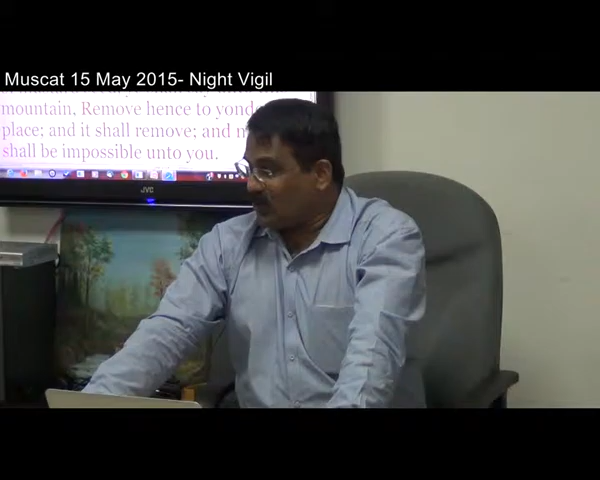 Muscat 15 May 2015- Night Vigil
mountain, Remove hence to yonde
place; and it shall remove; and n
shall be impossible unto you.
JVC